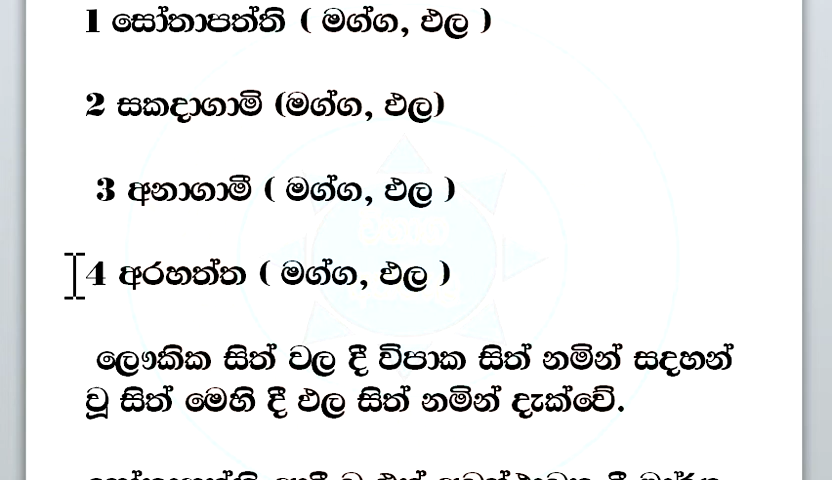 1 සෝතාපත්ති ( මග්ග, ඵල )
2 සකදාගාමි (මග්ග, ඵල)
3 අනාගාමී ( මග්ග, ඵල )
4 අරහත්ත ( මග්ග, ඵල )
ලෞකික සිත් වල දී විපාක සිත් නමින් සදහන්
වූ සිත් මෙහි දී ඵල සිත් නමින් දැක්වේ.